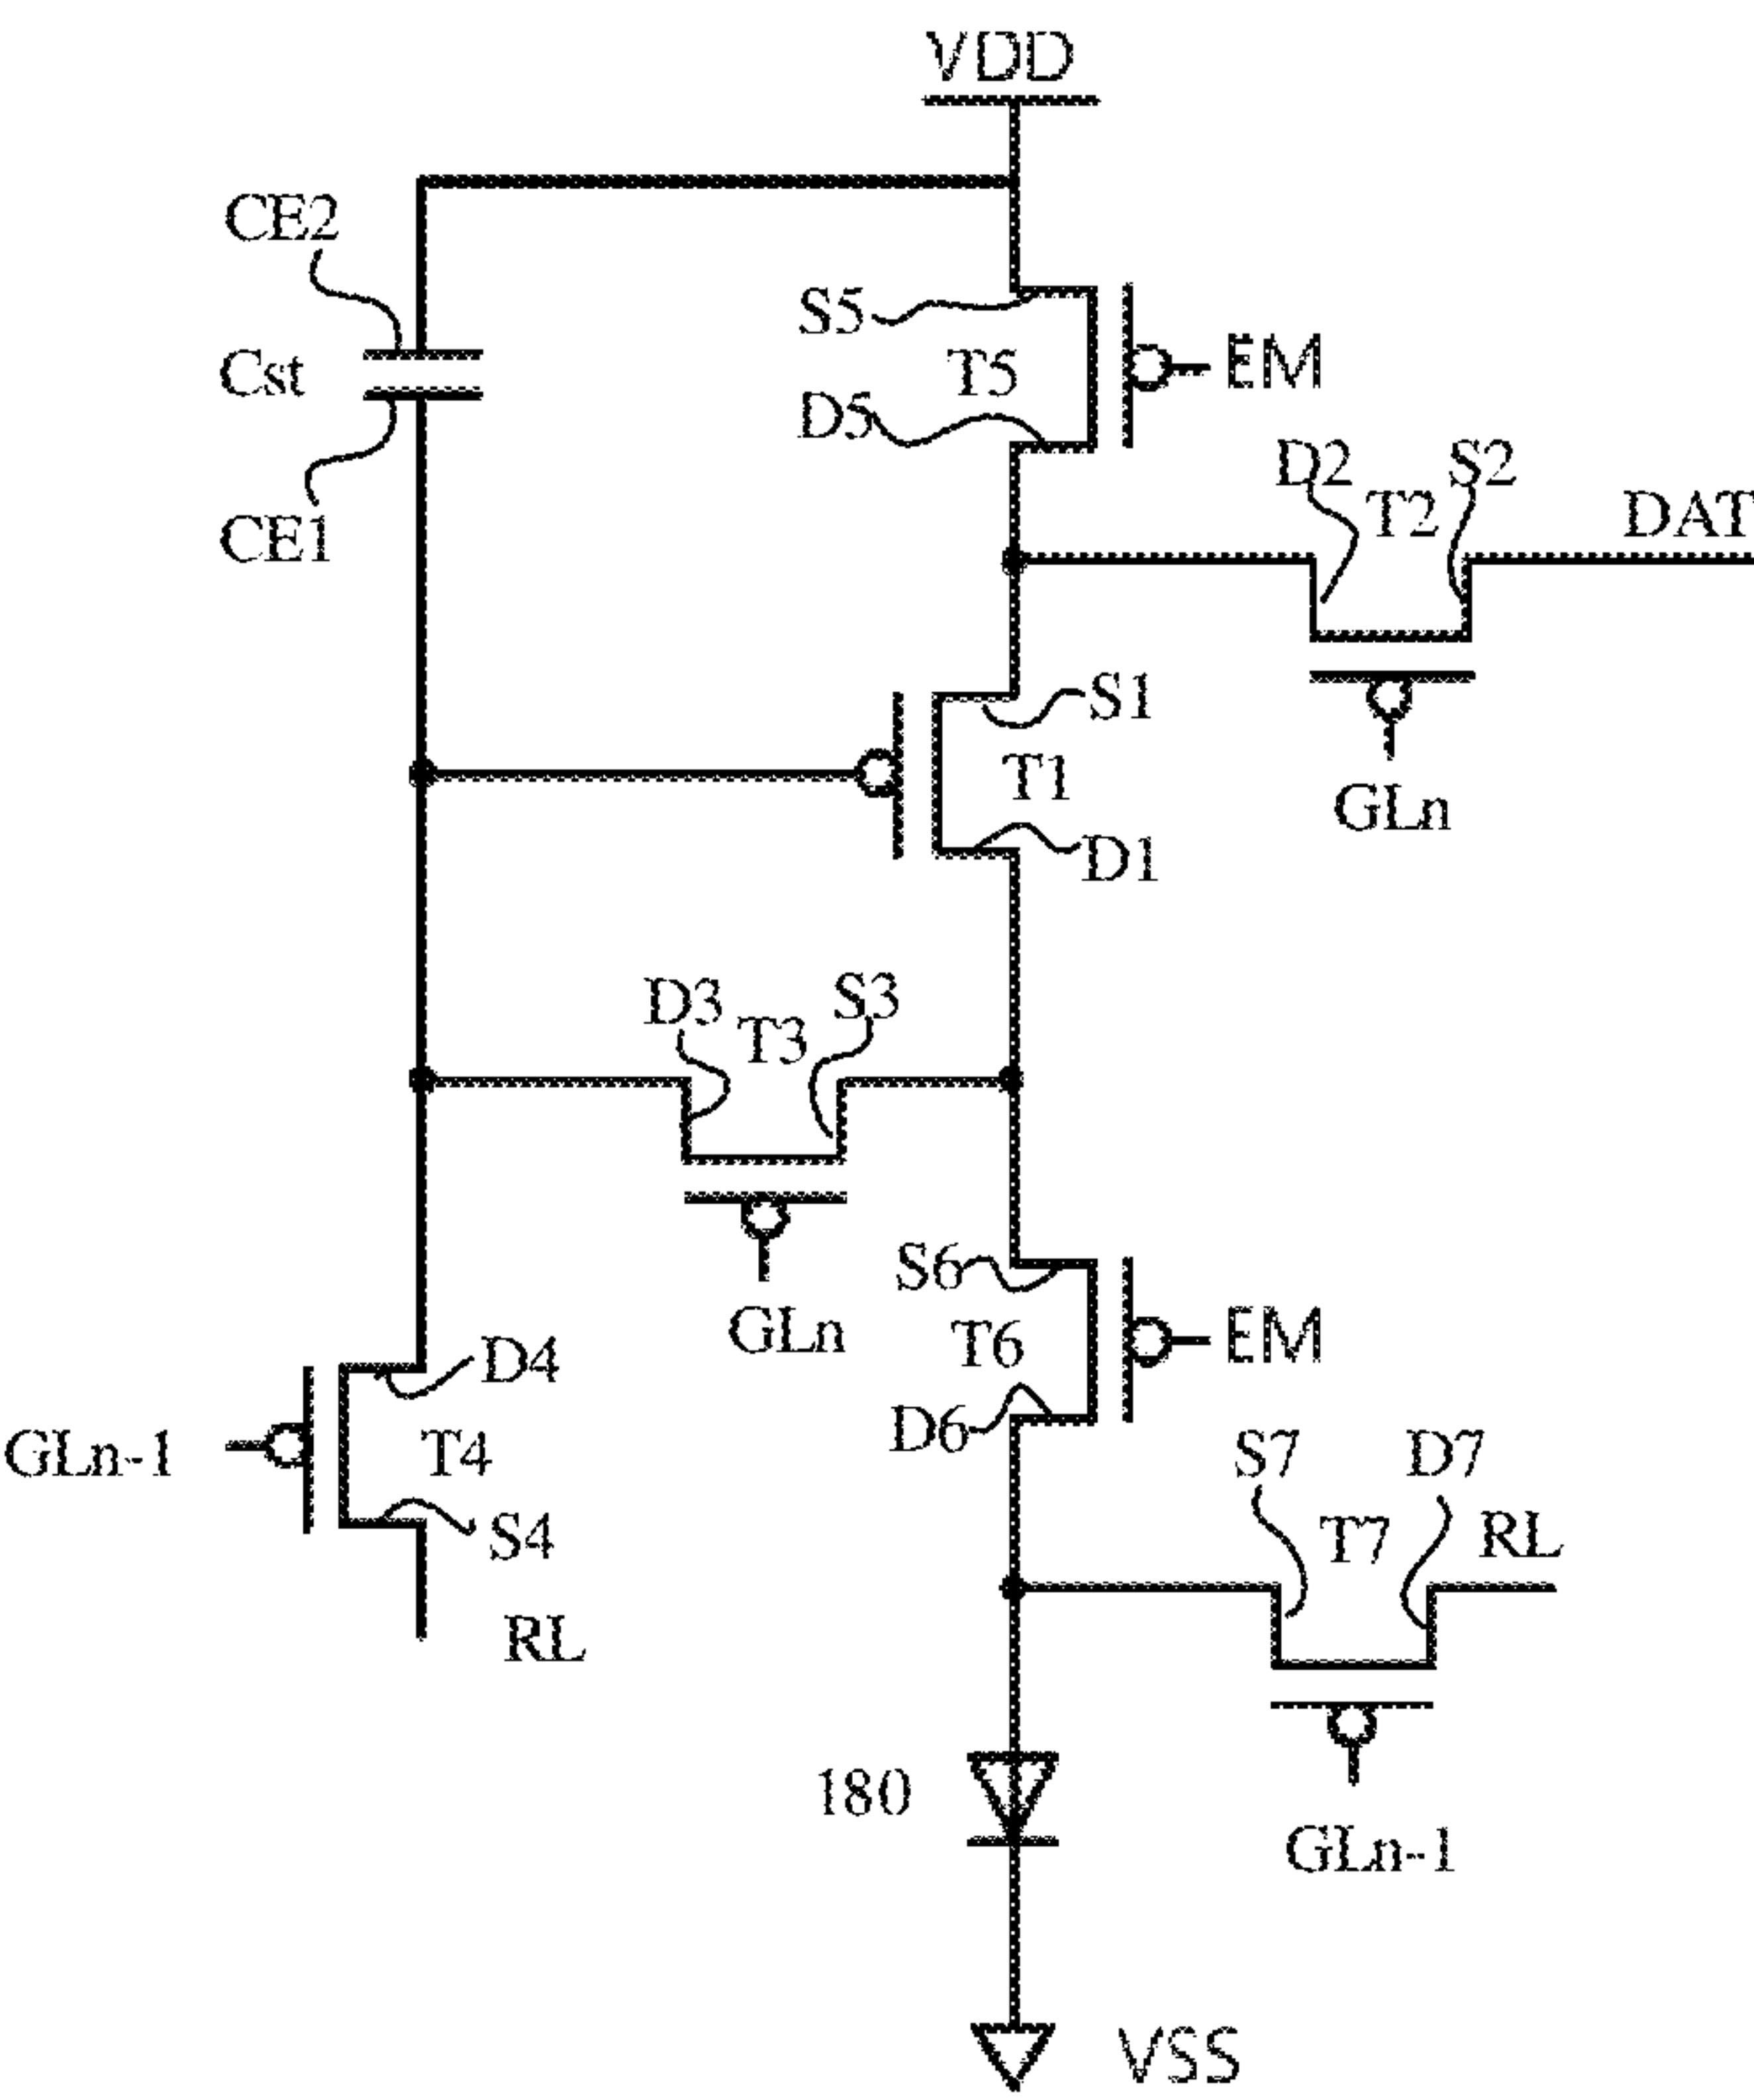 VDD
CE2
S5
T5
EM
Cst
D5
D2
S2
T2
DAT
CE1
S1
T1
GLn
D1
D3
S3
T3
S6
GLn
T6
EM
D4
D6
GLn-1
T4
S7
D7
S4
T7
RL
RL
180
GLn-1
VSS